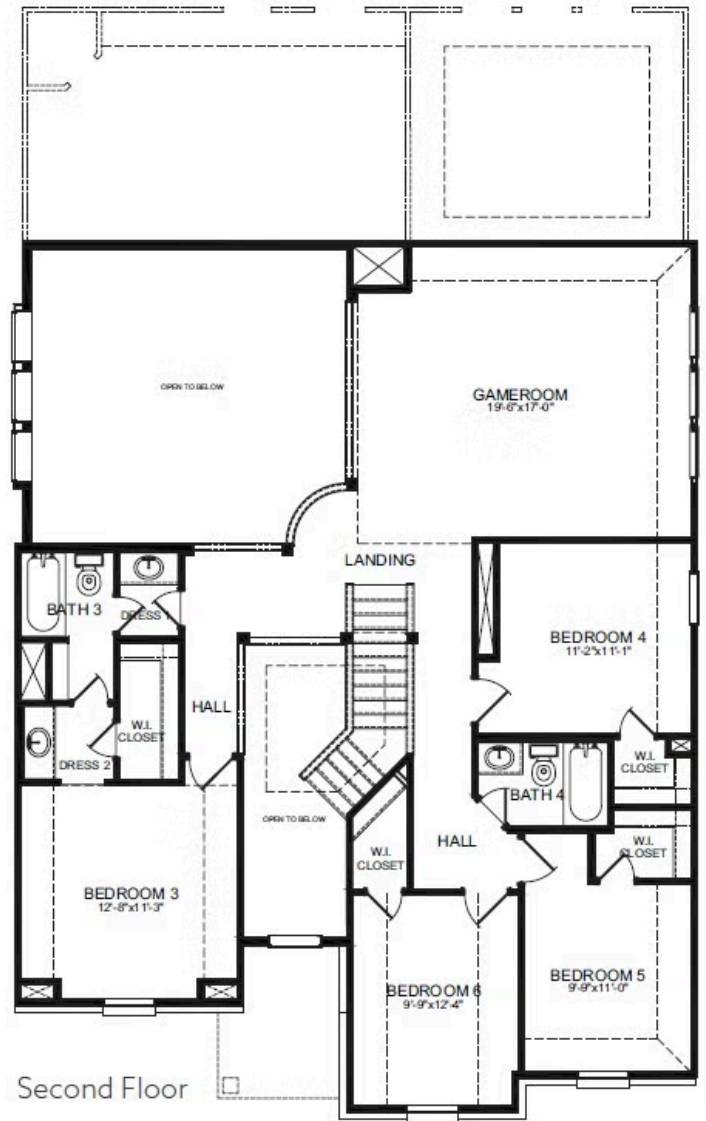 OPEN TO BELOW
GAMEROOM
19'-6"x17'-0"
LANDING
BATH 3
DRESS 1
BEDROOM 4
11'-2"x11'-1"
HALL
W.I.
CLOSET
DRESS 2
W.I.
CLOSET
BATH 4
OPEN TO BELOW
HALL
W.I.
CLOSET
W.I.
CLOSET
BEDROOM 3
12'-8"x11'-3"
BEDROOM 5
9'-9"x11'-0"
BEDROOM 6
9'-9"x12'-4"
Second Floor